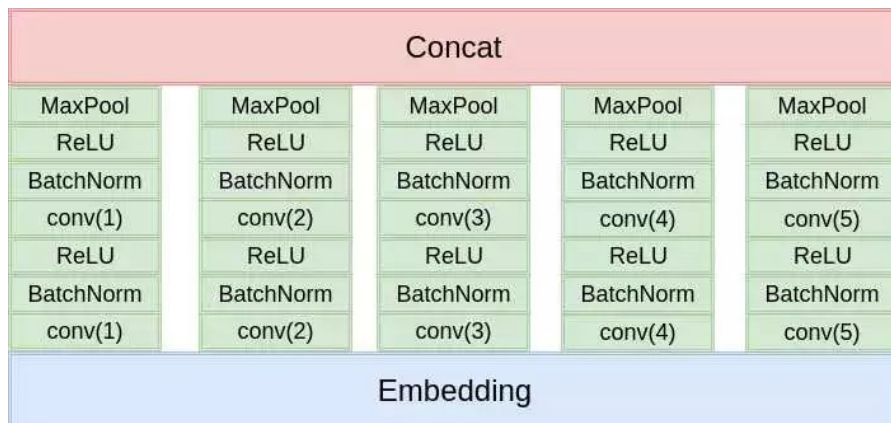 Concat
MaxPool MaxPool MaxPool MaxPool MaxPool
ReLU ReLU ReLU ReLU ReLU
BatchNorm BatchNorm BatchNorm BatchNorm BatchNorm
conv(1) conv(2) conv(3) conv(4) conv(5)
ReLU ReLU ReLU ReLU ReLU
BatchNorm BatchNorm BatchNorm BatchNorm BatchNorm
conv(1) conv(2) conv(3) conv(4) conv(5)
Embedding